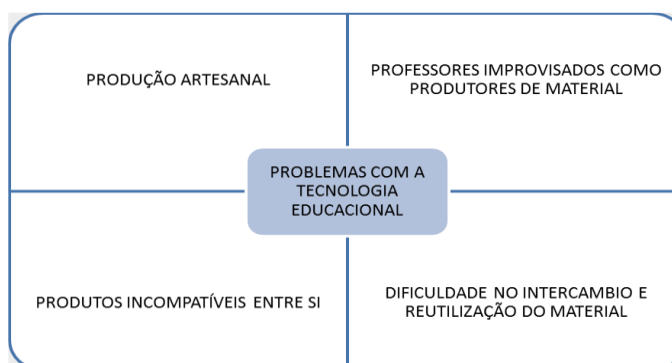 PRODUÇÃO ARTESANAL
PROFESSORES IMPROVISADOS COMO
PRODUTORES DE MATERIAL
PROBLEMAS COM A
TECNOLOGIA
EDUCACIONAL
PRODUTOS INCOMPATÍVEIS ENTRE SI
DIFICULDADE NO INTERCAMBIO E
REUTILIZAÇÃO DO MATERIAL